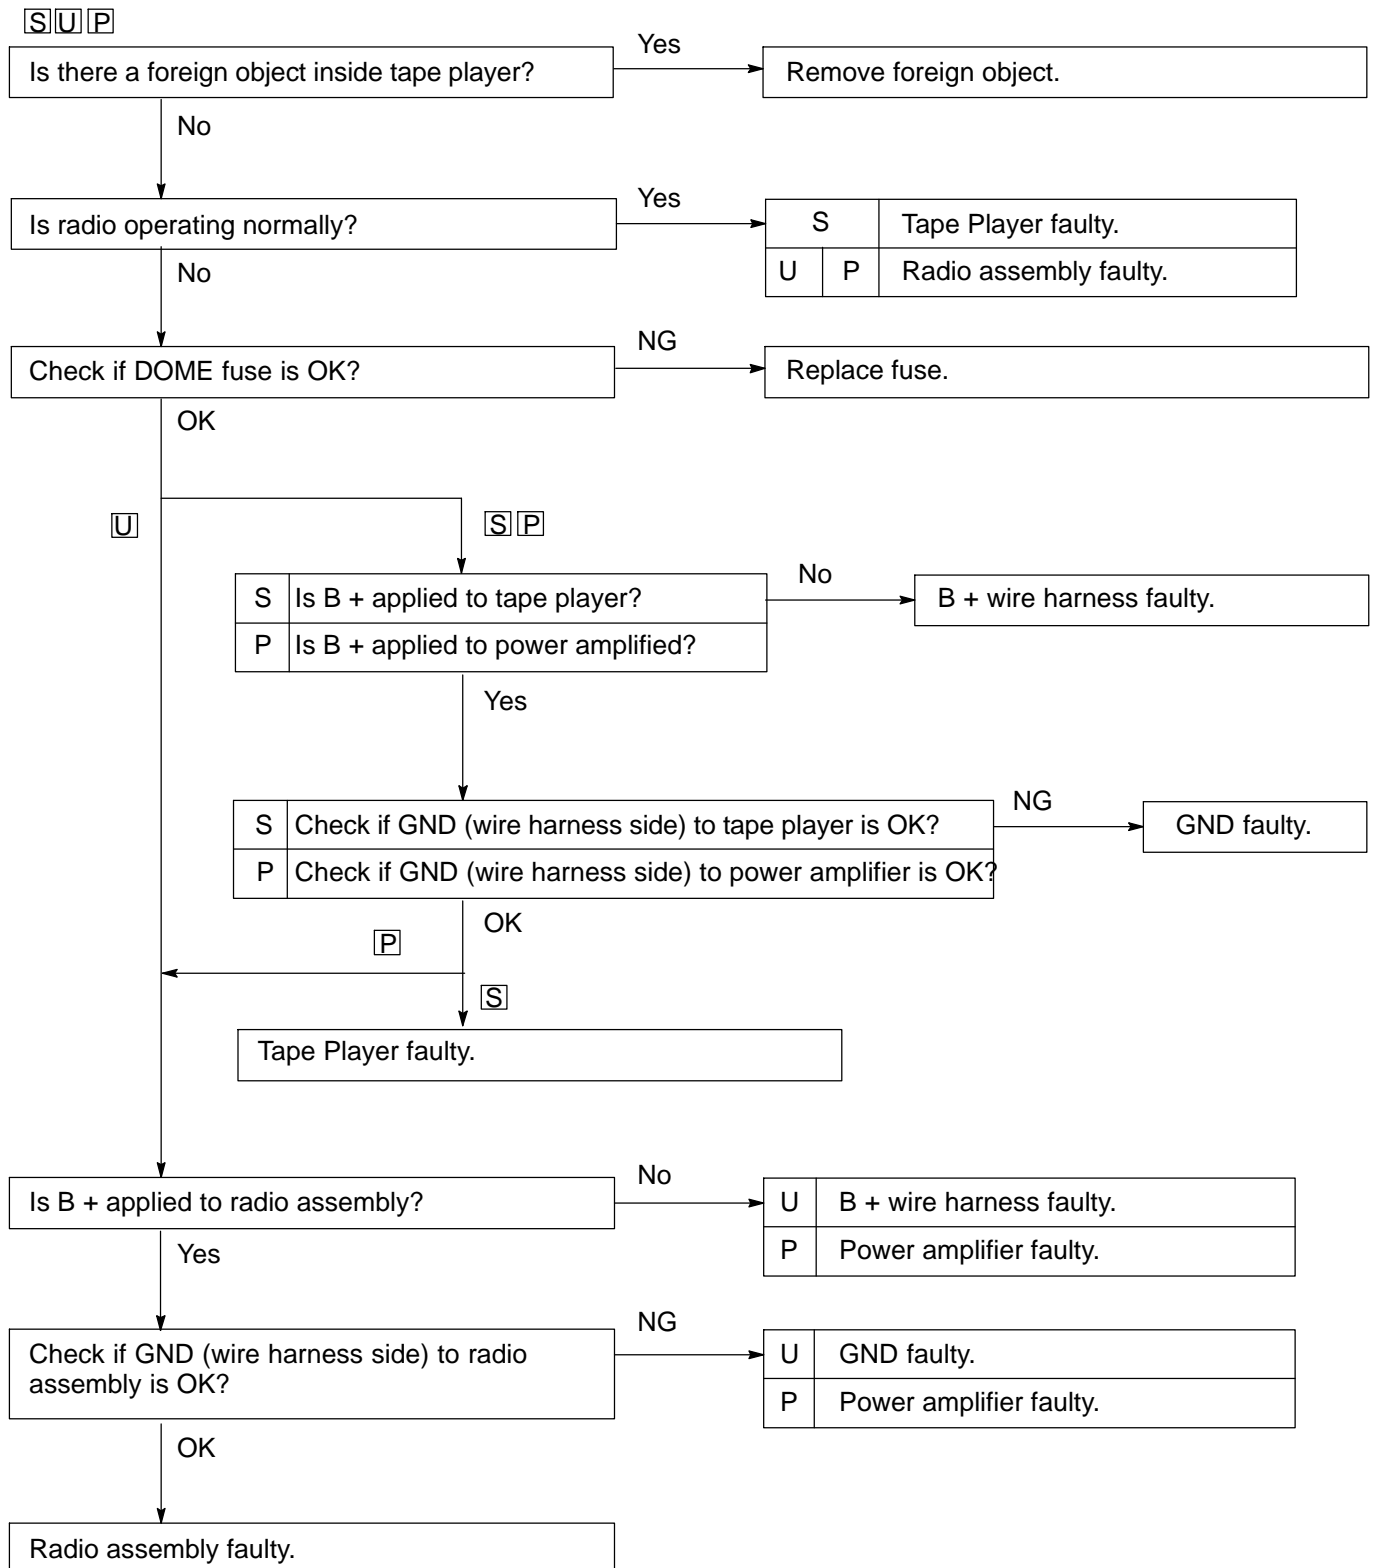 S U P
Is there a foreign object inside tape player?
Yes
Remove foreign object.
No
Is radio operating normally?
Yes
S Tape Player faulty.
U P Radio assembly faulty.
No
Check if DOME fuse is OK?
NG
Replace fuse.
OK
U
S P
S Is B + applied to tape player?
P Is B + applied to power amplified?
No
B + wire harness faulty.
Yes
S Check if GND (wire harness side) to tape player is OK?
P Check if GND (wire harness side) to power amplifier is OK?
NG
GND faulty.
OK
P
S
Tape Player faulty.
Is B + applied to radio assembly?
No
U B + wire harness faulty.
P Power amplifier faulty.
Yes
Check if GND (wire harness side) to radio
assembly is OK?
NG
U GND faulty.
P Power amplifier faulty.
OK
Radio assembly faulty.